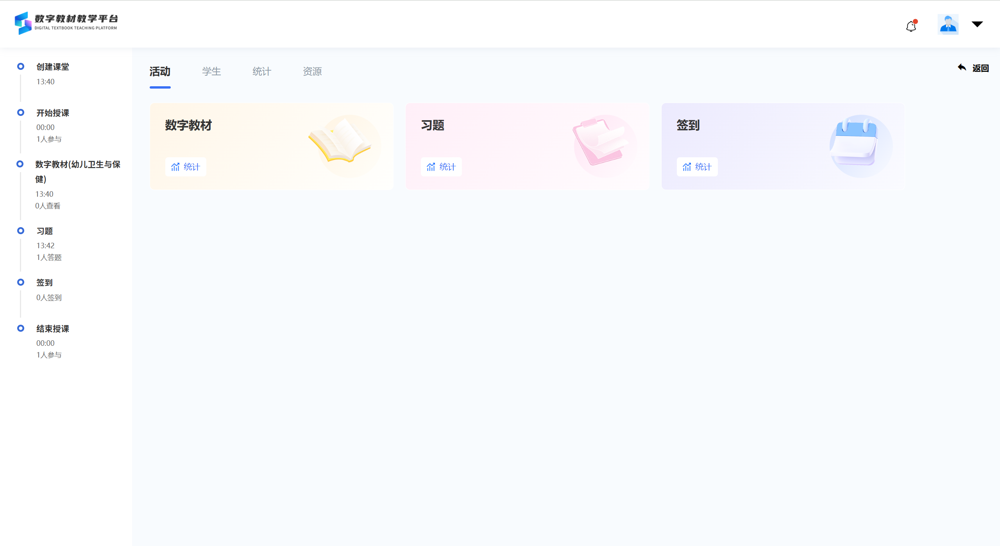 数字教材教学平台
DIGITAL TEXTBOOK TEACHING PLATFORM
创建课堂
13:40
开始授课
00:00
1人参与
数字教材(幼儿卫生与保
健)
13:40
0人查看
习题
13:42
1人答题
签到
0人签到
结束授课
00:00
1人参与
活动 学生 统计 资源
返回
数字教材
统计
习题
统计
签到
统计